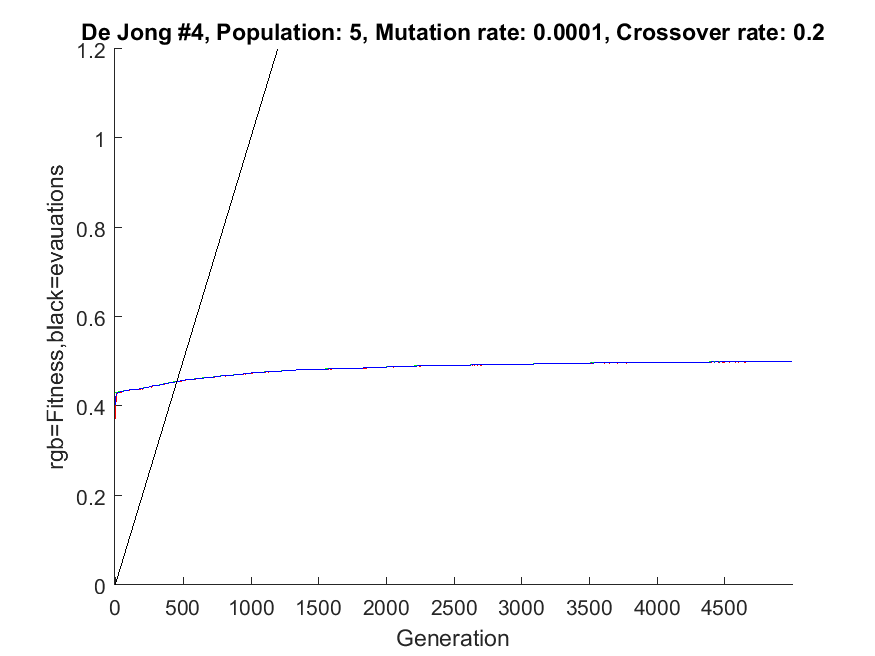 De Jong #4, Population: 5, Mutation rate: 0.0001, Crossover rate: 0.2
1.2
1
0.8
0.6
0.4
0.2
0
rgb=Fitness,black=evauations
0 500 1000 1500 2000 2500 3000 3500 4000 4500
Generation